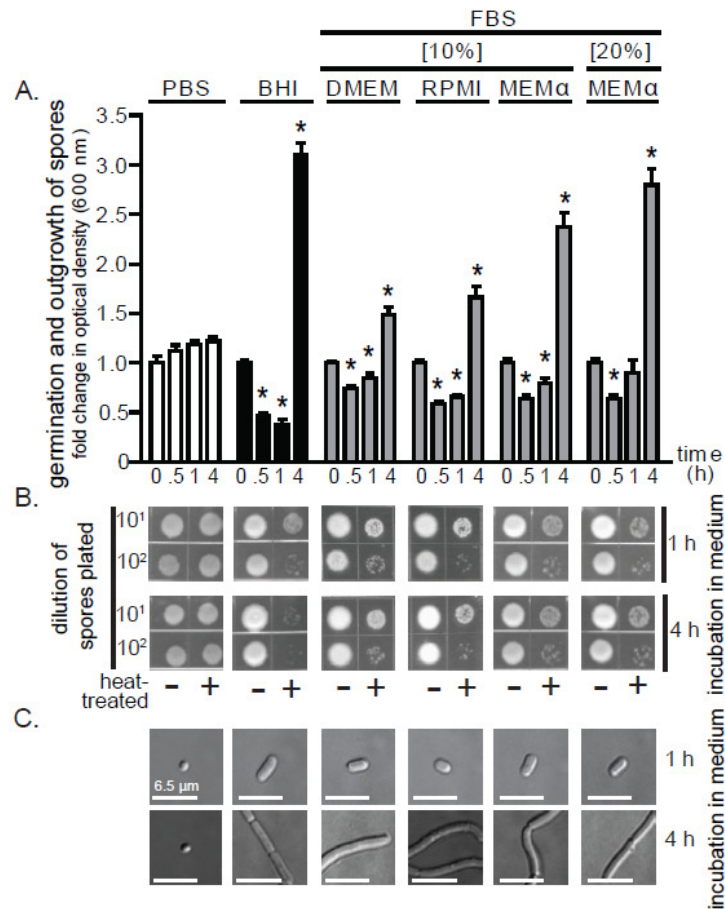 FBS
[10%] [20%]
A. PBS BHI DMEM RPMI MEMα MEMα
germination and outgrowth of spores
fold change in optical density (600 nm)
3.5
3.0
2.5
2.0
1.5
1.0
0.5
0
* * * * * * * * * * * * * *
0 .5 1 4 0 .5 1 4 0 .5 1 4 0 .5 1 4 0 .5 1 4 0 .5 1 4 time (h)
B.
dilution of
spores plated
10¹
10²
10¹
10²
1 h
4 h
incubation in medium
heat-
treated
- + - + - + - + - + - +
C.
6.5 µm
1 h
4 h
incubation in medium